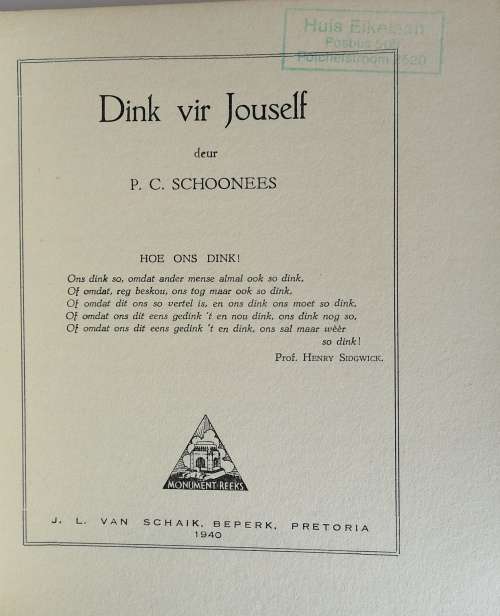 Huis Eikelaan
Posbus
Potchefstroom 2520
Dink vir Jouself
deur
P. C. SCHOONEES
HOE ONS DINK!
Ons dink so, omdat ander mense almal ook so dink,
Of omdat, reg beskou, ons tog maar ook so dink,
Of omdat dit ons so vertel is, en ons dink ons moet so dink,
Of omdat ons dit eens gedink 't en nou dink, ons dink nog so,
Of omdat ons dit eens gedink 't en dink, ons sal maar wèèr
so dink!
Prof. HENRY SIDGWICK.
MONUMENT-REEKS
J. L. VAN SCHAIK, BEPERK, PRETORIA
1940